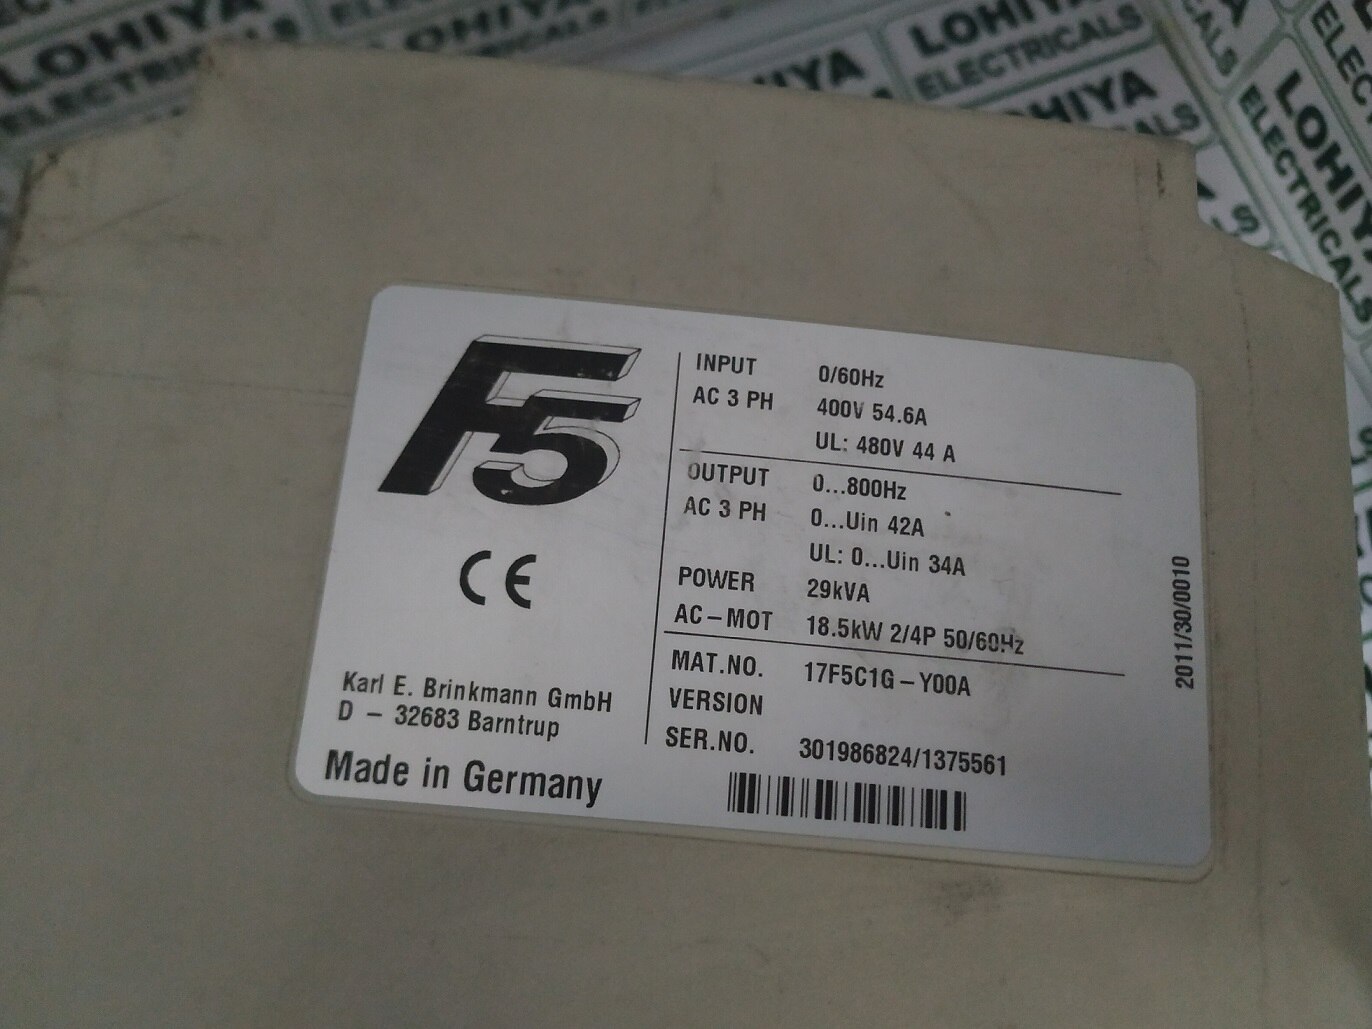 LOHIYA
ELECTRICALS
F5
CE
Karl E. Brinkmann GmbH
D – 32683 Barntrup
Made in Germany
INPUT 0/60Hz
AC 3 PH 400V 54.6A
UL: 480V 44 A
OUTPUT 0...800Hz
AC 3 PH 0...Uin 42A
UL: 0...Uin 34A
POWER 29kVA
AC–MOT 18.5kW 2/4P 50/60Hz
MAT.NO. 17F5C1G–Y00A
VERSION
SER.NO. 301986824/1375561
2011/30/0010